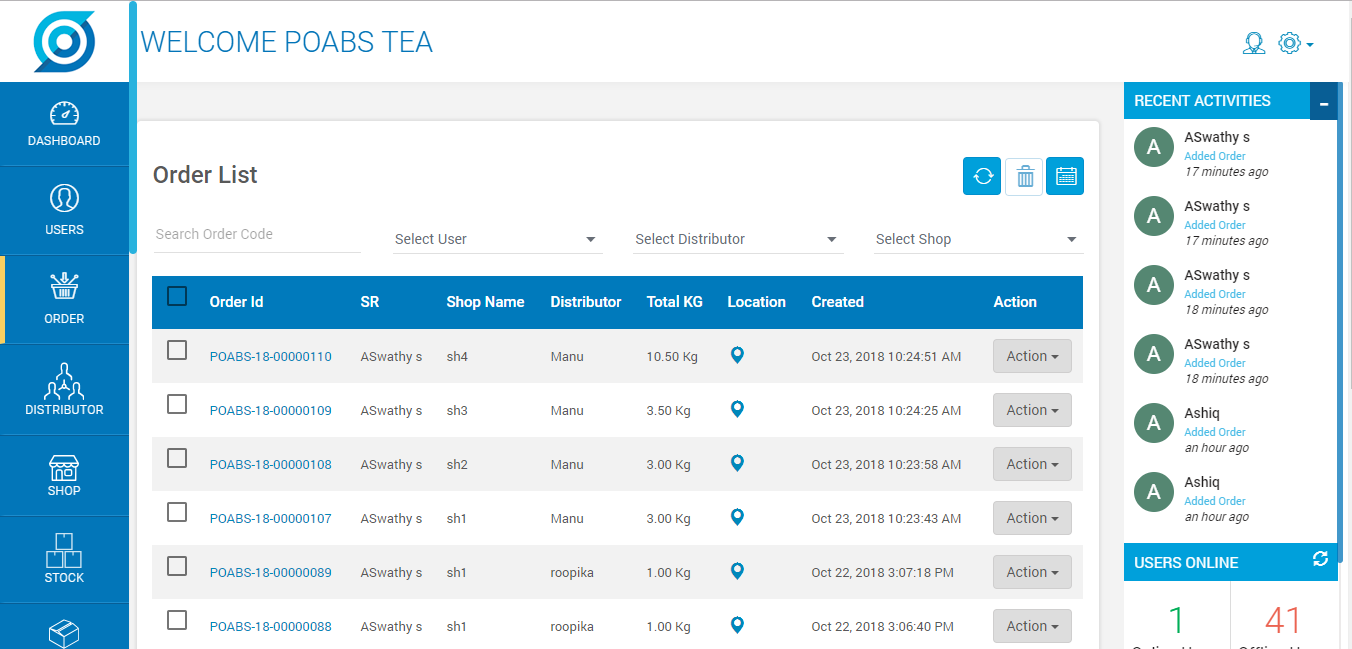 WELCOME POABS TEA
DASHBOARD
USERS
ORDER
DISTRIBUTOR
SHOP
STOCK
Order List
Search Order Code
Select User
Select Distributor
Select Shop
Order Id SR Shop Name Distributor Total KG Location Created Action
POABS-18-00000110 ASwathy s sh4 Manu 10.50 Kg Oct 23, 2018 10:24:51 AM Action
POABS-18-00000109 ASwathy s sh3 Manu 3.50 Kg Oct 23, 2018 10:24:25 AM Action
POABS-18-00000108 ASwathy s sh2 Manu 3.00 Kg Oct 23, 2018 10:23:58 AM Action
POABS-18-00000107 ASwathy s sh1 Manu 3.00 Kg Oct 23, 2018 10:23:43 AM Action
POABS-18-00000089 ASwathy s sh1 roopika 1.00 Kg Oct 22, 2018 3:07:18 PM Action
POABS-18-00000088 ASwathy s sh1 roopika 1.00 Kg Oct 22, 2018 3:06:40 PM Action
RECENT ACTIVITIES
A
ASwathy s
Added Order
17 minutes ago
A
ASwathy s
Added Order
17 minutes ago
A
ASwathy s
Added Order
18 minutes ago
A
ASwathy s
Added Order
18 minutes ago
A
Ashiq
Added Order
an hour ago
A
Ashiq
Added Order
an hour ago
USERS ONLINE
1
41